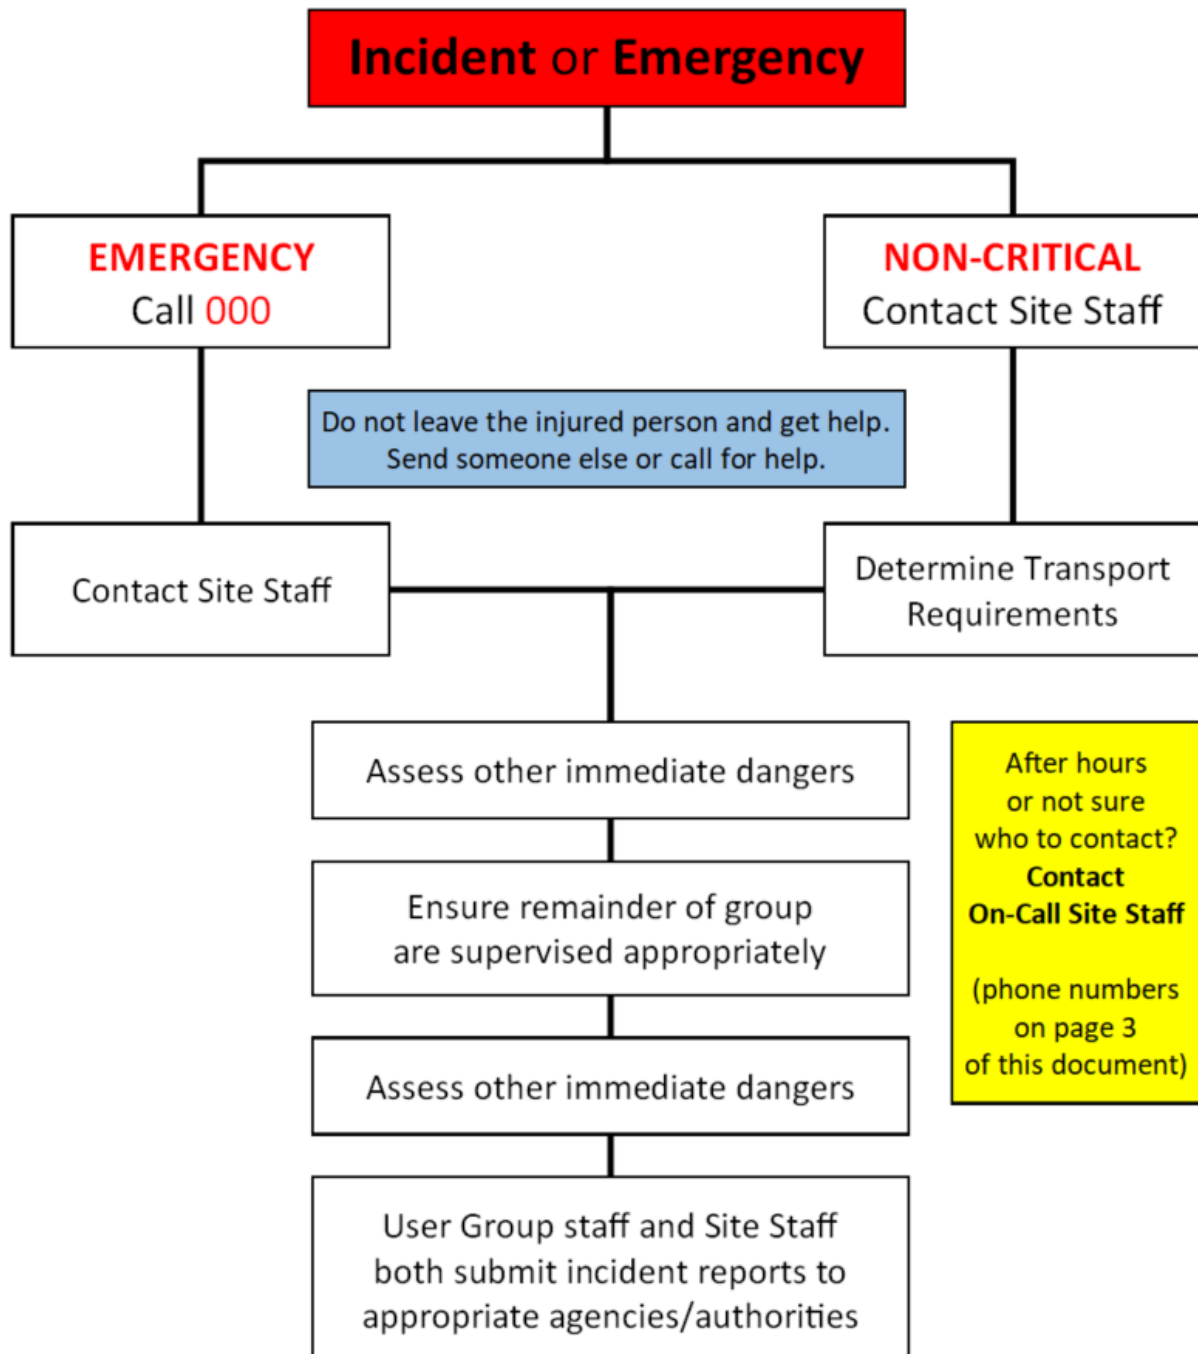 Incident or Emergency
EMERGENCY
Call 000
NON-CRITICAL
Contact Site Staff
Do not leave the injured person and get help.
Send someone else or call for help.
Contact Site Staff
Determine Transport
Requirements
Assess other immediate dangers
After hours
or not sure
who to contact?
Contact
On-Call Site Staff
(phone numbers
on page 3
of this document)
Ensure remainder of group
are supervised appropriately
Assess other immediate dangers
User Group staff and Site Staff
both submit incident reports to
appropriate agencies/authorities